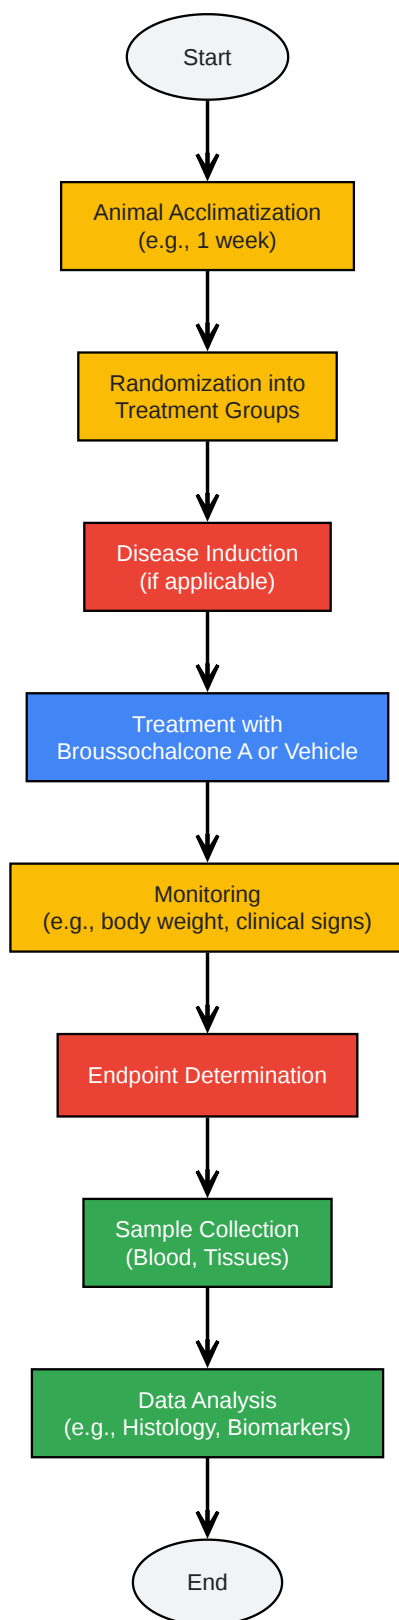 Start
Animal Acclimatization
(e.g., 1 week)
Randomization into
Treatment Groups
Disease Induction
(if applicable)
Treatment with
Broussochalcone A or Vehicle
Monitoring
(e.g., body weight, clinical signs)
Endpoint Determination
Sample Collection
(Blood, Tissues)
Data Analysis
(e.g., Histology, Biomarkers)
End